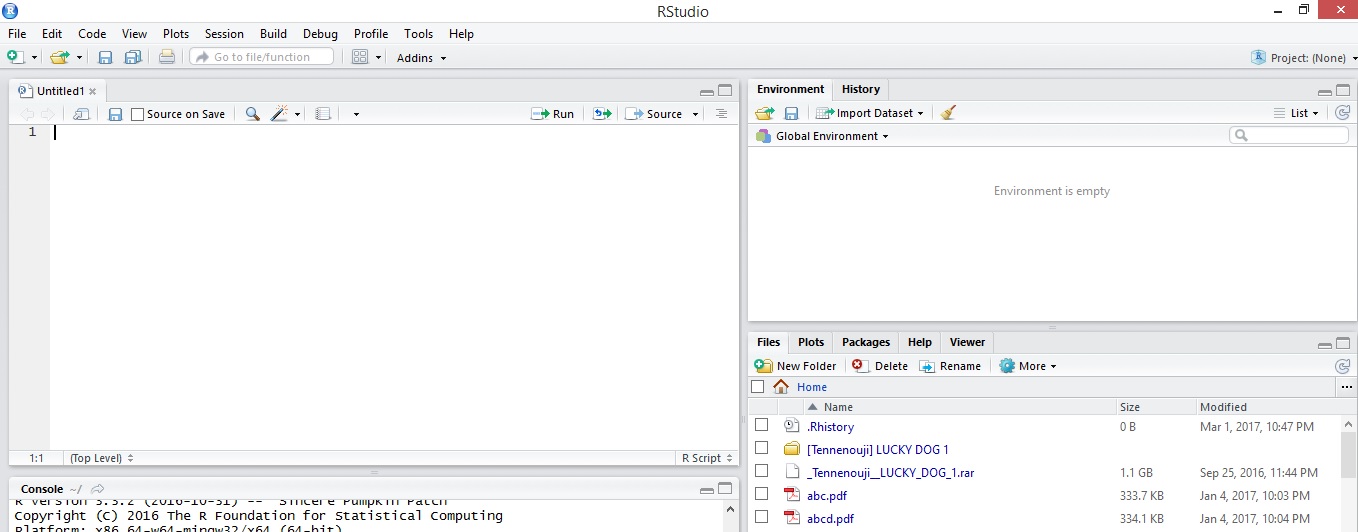 RStudio
File Edit Code View Plots Session Build Debug Profile Tools Help
Go to file/function Addins Project: (None)
Untitled1
Source on Save Run Source
1
1:1 (Top Level) R Script
Console ~/
R version 3.3.2 (2016-10-31) -- "Sincere Pumpkin Patch"
Copyright (C) 2016 The R Foundation for Statistical Computing
Platform: x86_64-w64-mingw32/x64 (64-bit)
Environment History
Import Dataset List
Global Environment
Environment is empty
Files Plots Packages Help Viewer
New Folder Delete Rename More
Home ...
Name Size Modified
.Rhistory 0 B Mar 1, 2017, 10:47 PM
[Tennenouji] LUCKY DOG 1
_Tennenouji__LUCKY_DOG_1.rar 1.1 GB Sep 25, 2016, 11:44 PM
abc.pdf 333.7 KB Jan 4, 2017, 10:03 PM
abcd.pdf 334.1 KB Jan 4, 2017, 10:04 PM